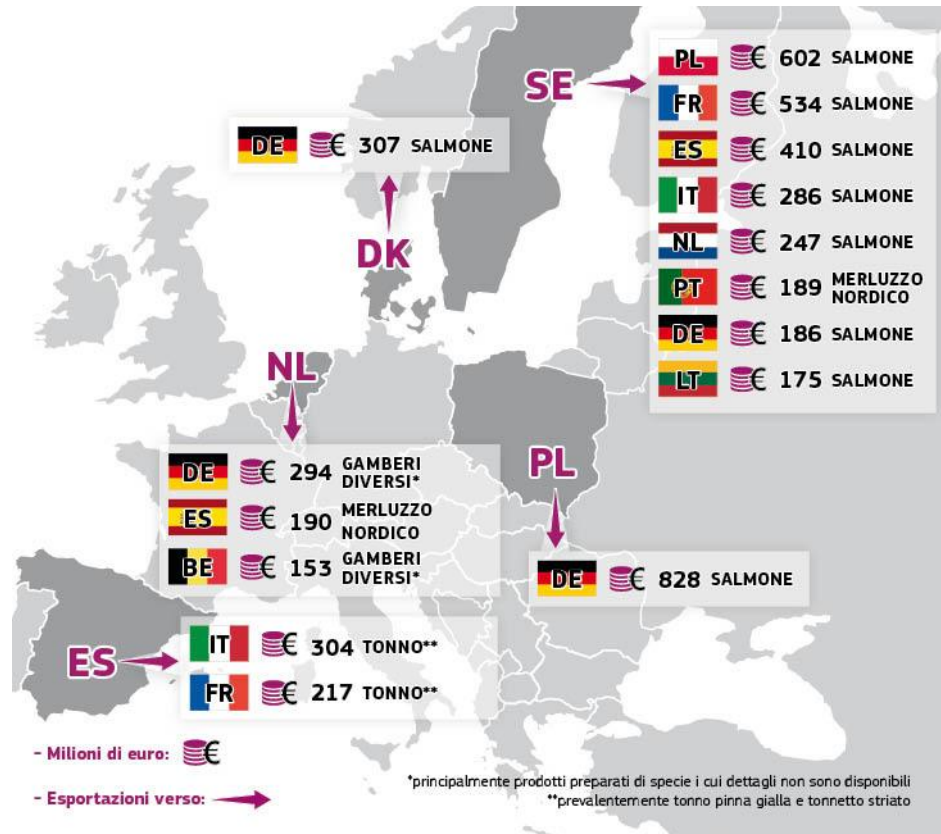 SE
PL € 602 SALMONE
FR € 534 SALMONE
ES € 410 SALMONE
IT € 286 SALMONE
NL € 247 SALMONE
PT € 189 MERLUZZO
NORDICO
DE € 186 SALMONE
LT € 175 SALMONE
DE € 307 SALMONE
DK
NL
DE € 294 GAMBERI
DIVERSI*
ES € 190 MERLUZZO
NORDICO
BE € 153 GAMBERI
DIVERSI*
PL
DE € 828 SALMONE
ES
IT € 304 TONNO**
FR € 217 TONNO**
- Milioni di euro: €
- Esportazioni verso:
*principalmente prodotti preparati di specie i cui dettagli non sono disponibili
**prevalentemente tonno pinna gialla e tonnetto striato